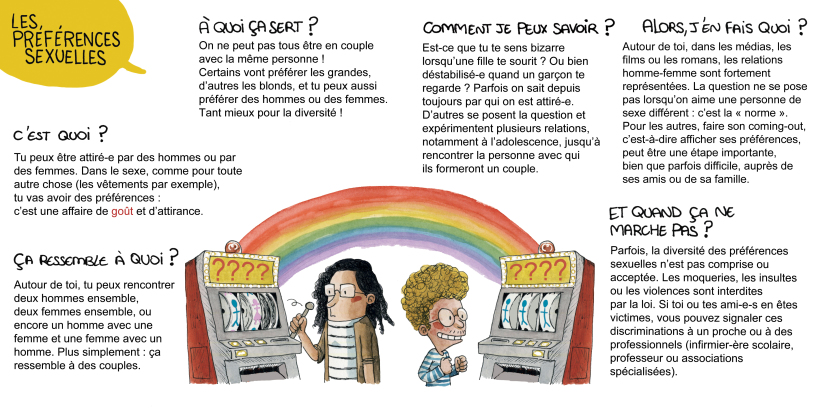 LES
PRÉFÉRENCES
SEXUELLES
C'EST QUOI ?
Tu peux être attiré-e par des hommes ou par
des femmes. Dans le sexe, comme pour toute
autre chose (les vêtements par exemple),
tu vas avoir des préférences :
c'est une affaire de goût et d'attirance.
ÇA RESSEMBLE À QUOI ?
Autour de toi, tu peux rencontrer
deux hommes ensemble,
deux femmes ensemble, ou
encore un homme avec une
femme et une femme avec un
homme. Plus simplement : ça
ressemble à des couples.
À QUOI ÇA SERT ?
On ne peut pas tous être en couple
avec la même personne !
Certains vont préférer les grandes,
d'autres les blonds, et tu peux aussi
préférer des hommes ou des femmes.
Tant mieux pour la diversité !
COMMENT JE PEUX SAVOIR ?
Est-ce que tu te sens bizarre
lorsqu'une fille te sourit ? Ou bien
déstabilisé-e quand un garçon te
regarde ? Parfois on sait depuis
toujours par qui on est attiré-e.
D'autres se posent la question et
expérimentent plusieurs relations,
notamment à l'adolescence, jusqu'à
rencontrer la personne avec qui
ils formeront un couple.
ALORS, J'EN FAIS QUOI ?
Autour de toi, dans les médias, les
films ou les romans, les relations
homme-femme sont fortement
représentées. La question ne se pose
pas lorsqu'on aime une personne de
sexe différent : c'est la « norme ».
Pour les autres, faire son coming-out,
c'est-à-dire afficher ses préférences,
peut être une étape importante,
bien que parfois difficile, auprès de
ses amis ou de sa famille.
ET QUAND ÇA NE
MARCHE PAS ?
Parfois, la diversité des préférences
sexuelles n'est pas comprise ou
acceptée. Les moqueries, les insultes
ou les violences sont interdites
par la loi. Si toi ou tes ami-e-s en êtes
victimes, vous pouvez signaler ces
discriminations à un proche ou à des
professionnels (infirmier-ère scolaire,
professeur ou associations
spécialisées).
????
????